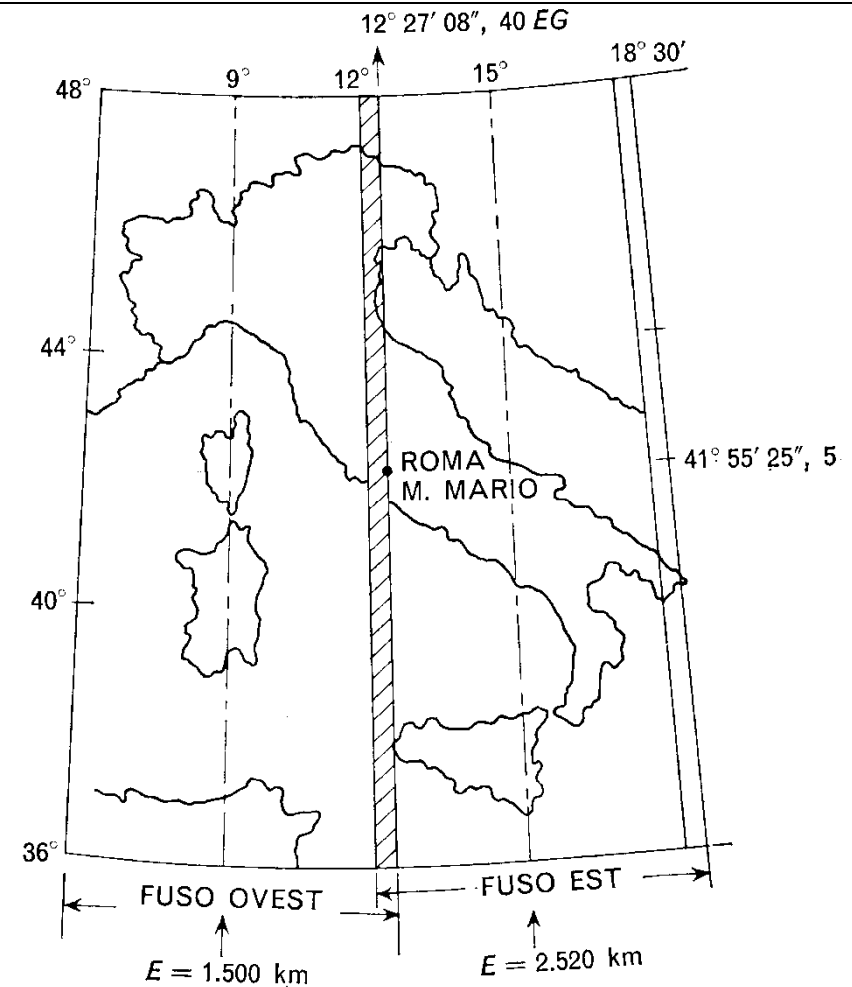 12° 27′ 08″, 40 EG
9° 12° 15° 18° 30′
48°
44°
ROMA
M. MARIO
41° 55′ 25″, 5
40°
36°
FUSO OVEST
FUSO EST
E = 1.500 km
E = 2.520 km